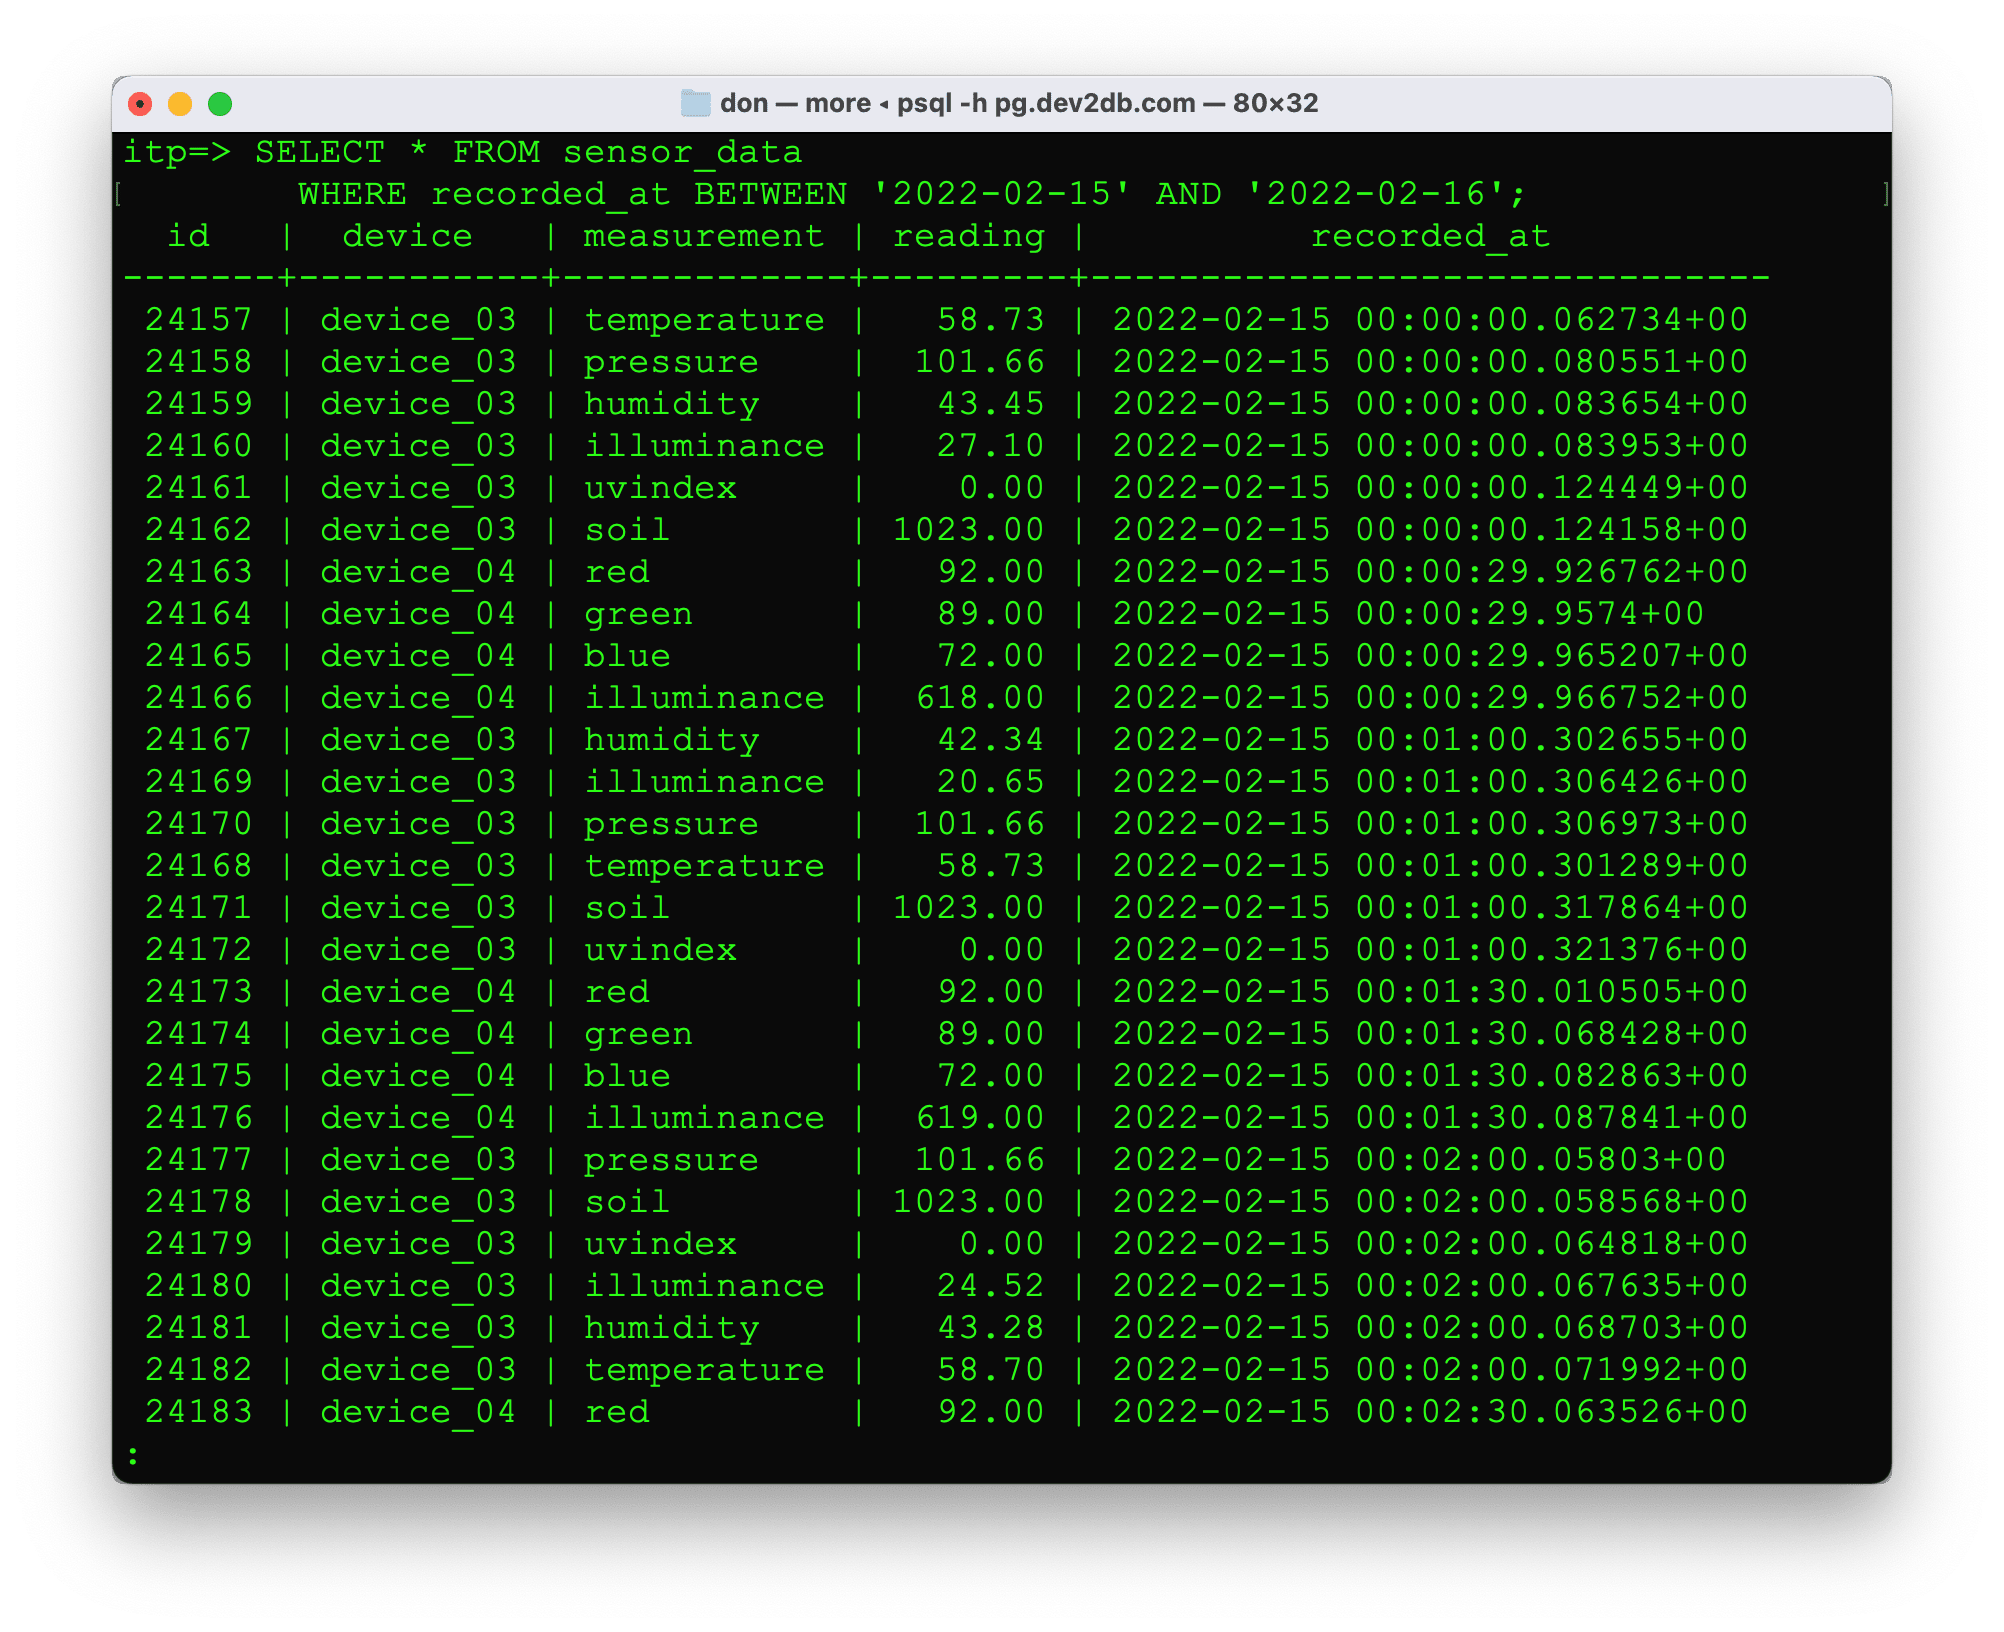 don — more ◂ psql -h pg.dev2db.com — 80×32
itp=> SELECT * FROM sensor_data
[        WHERE recorded_at BETWEEN '2022-02-15' AND '2022-02-16';                ]
  id   |  device   | measurement | reading |          recorded_at
-------+-----------+-------------+---------+-------------------------------
 24157 | device_03 | temperature |   58.73 | 2022-02-15 00:00:00.062734+00
 24158 | device_03 | pressure    |  101.66 | 2022-02-15 00:00:00.080551+00
 24159 | device_03 | humidity    |   43.45 | 2022-02-15 00:00:00.083654+00
 24160 | device_03 | illuminance |   27.10 | 2022-02-15 00:00:00.083953+00
 24161 | device_03 | uvindex     |    0.00 | 2022-02-15 00:00:00.124449+00
 24162 | device_03 | soil        | 1023.00 | 2022-02-15 00:00:00.124158+00
 24163 | device_04 | red         |   92.00 | 2022-02-15 00:00:29.926762+00
 24164 | device_04 | green       |   89.00 | 2022-02-15 00:00:29.9574+00
 24165 | device_04 | blue        |   72.00 | 2022-02-15 00:00:29.965207+00
 24166 | device_04 | illuminance |  618.00 | 2022-02-15 00:00:29.966752+00
 24167 | device_03 | humidity    |   42.34 | 2022-02-15 00:01:00.302655+00
 24169 | device_03 | illuminance |   20.65 | 2022-02-15 00:01:00.306426+00
 24170 | device_03 | pressure    |  101.66 | 2022-02-15 00:01:00.306973+00
 24168 | device_03 | temperature |   58.73 | 2022-02-15 00:01:00.301289+00
 24171 | device_03 | soil        | 1023.00 | 2022-02-15 00:01:00.317864+00
 24172 | device_03 | uvindex     |    0.00 | 2022-02-15 00:01:00.321376+00
 24173 | device_04 | red         |   92.00 | 2022-02-15 00:01:30.010505+00
 24174 | device_04 | green       |   89.00 | 2022-02-15 00:01:30.068428+00
 24175 | device_04 | blue        |   72.00 | 2022-02-15 00:01:30.082863+00
 24176 | device_04 | illuminance |  619.00 | 2022-02-15 00:01:30.087841+00
 24177 | device_03 | pressure    |  101.66 | 2022-02-15 00:02:00.05803+00
 24178 | device_03 | soil        | 1023.00 | 2022-02-15 00:02:00.058568+00
 24179 | device_03 | uvindex     |    0.00 | 2022-02-15 00:02:00.064818+00
 24180 | device_03 | illuminance |   24.52 | 2022-02-15 00:02:00.067635+00
 24181 | device_03 | humidity    |   43.28 | 2022-02-15 00:02:00.068703+00
 24182 | device_03 | temperature |   58.70 | 2022-02-15 00:02:00.071992+00
 24183 | device_04 | red         |   92.00 | 2022-02-15 00:02:30.063526+00
: